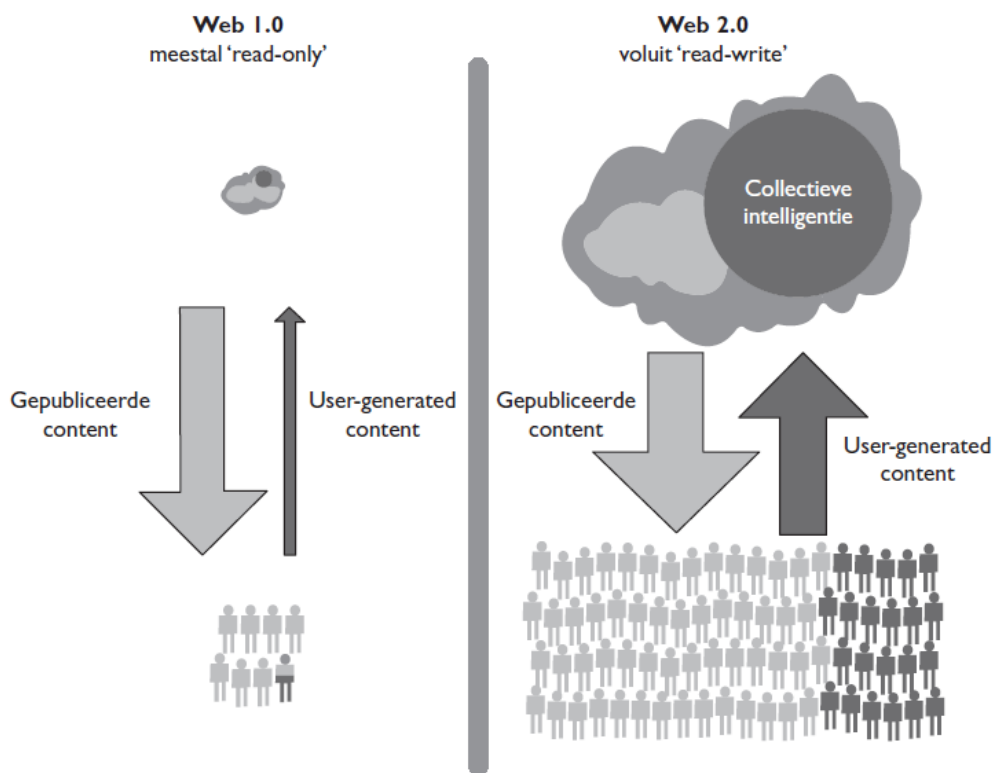 Web 1.0
meestal ‘read-only’
Gepubliceerde
content
User-generated
content
Web 2.0
voluit ‘read-write’
Collectieve
intelligentie
Gepubliceerde
content
User-generated
content